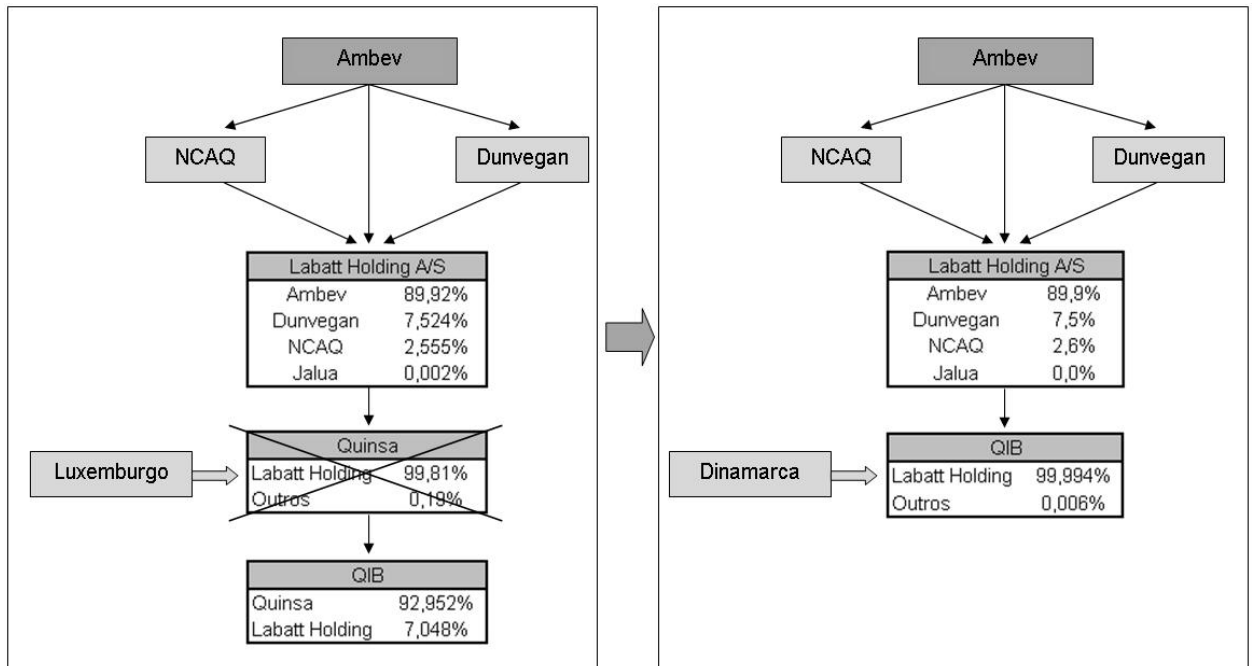 Ambev
NCAQ
Dunvegan
Labatt Holding A/S
Ambev 89,92%
Dunvegan 7,524%
NCAQ 2,555%
Jalua 0,002%
Luxemburgo
Quinsa
Labatt Holding 99,81%
Outros 0,19%
QIB
Quinsa 92,952%
Labatt Holding 7,048%
Ambev
NCAQ
Dunvegan
Labatt Holding A/S
Ambev 89,9%
Dunvegan 7,5%
NCAQ 2,6%
Jalua 0,0%
Dinamarca
QIB
Labatt Holding 99,994%
Outros 0,006%